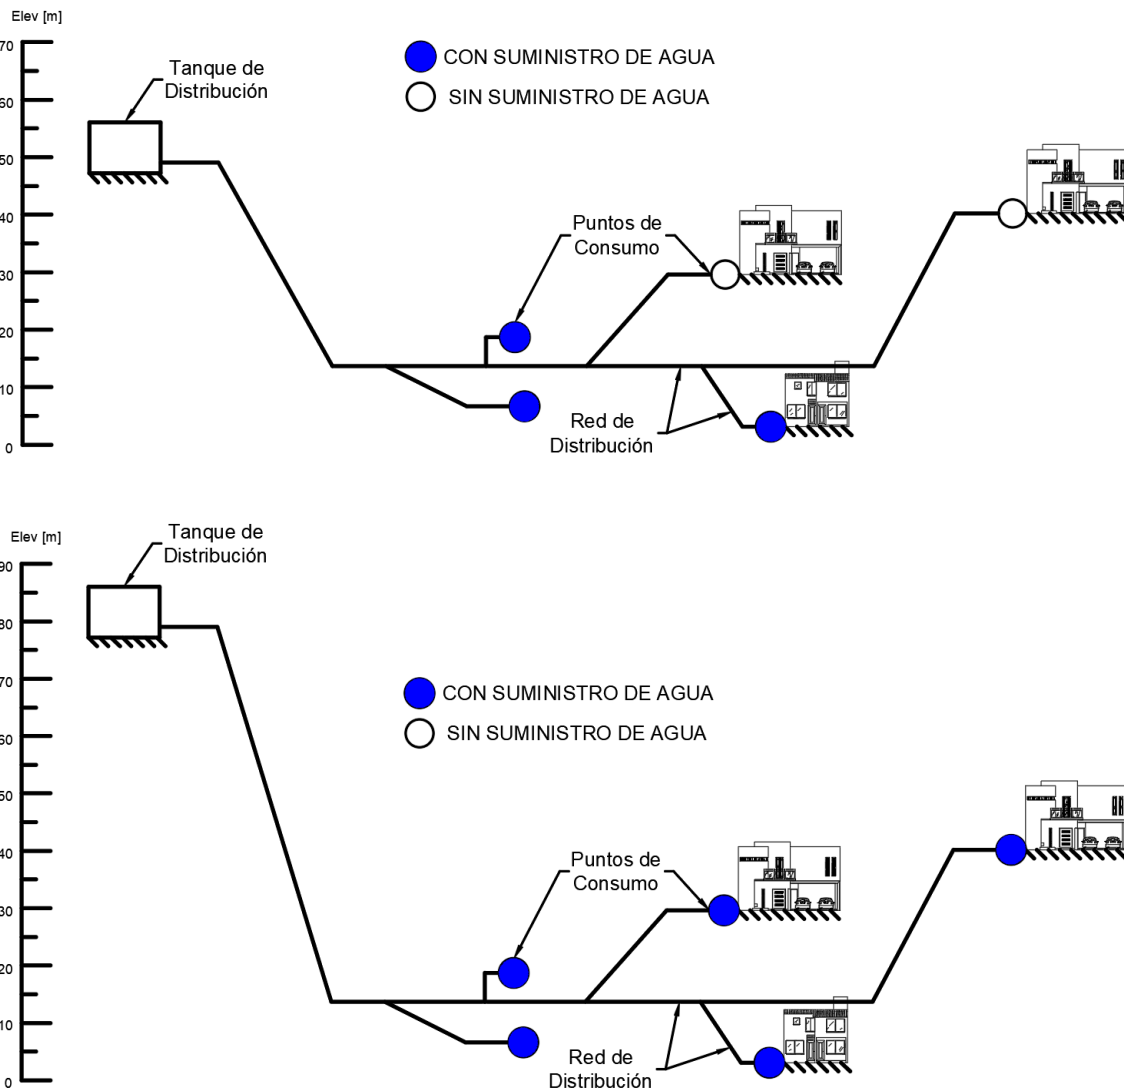 Elev [m]
70
60
50
40
30
20
10
0
Tanque de
Distribución
CON SUMINISTRO DE AGUA
SIN SUMINISTRO DE AGUA
Puntos de
Consumo
Red de
Distribución
Elev [m]
90
80
70
60
50
40
30
20
10
0
Tanque de
Distribución
CON SUMINISTRO DE AGUA
SIN SUMINISTRO DE AGUA
Puntos de
Consumo
Red de
Distribución